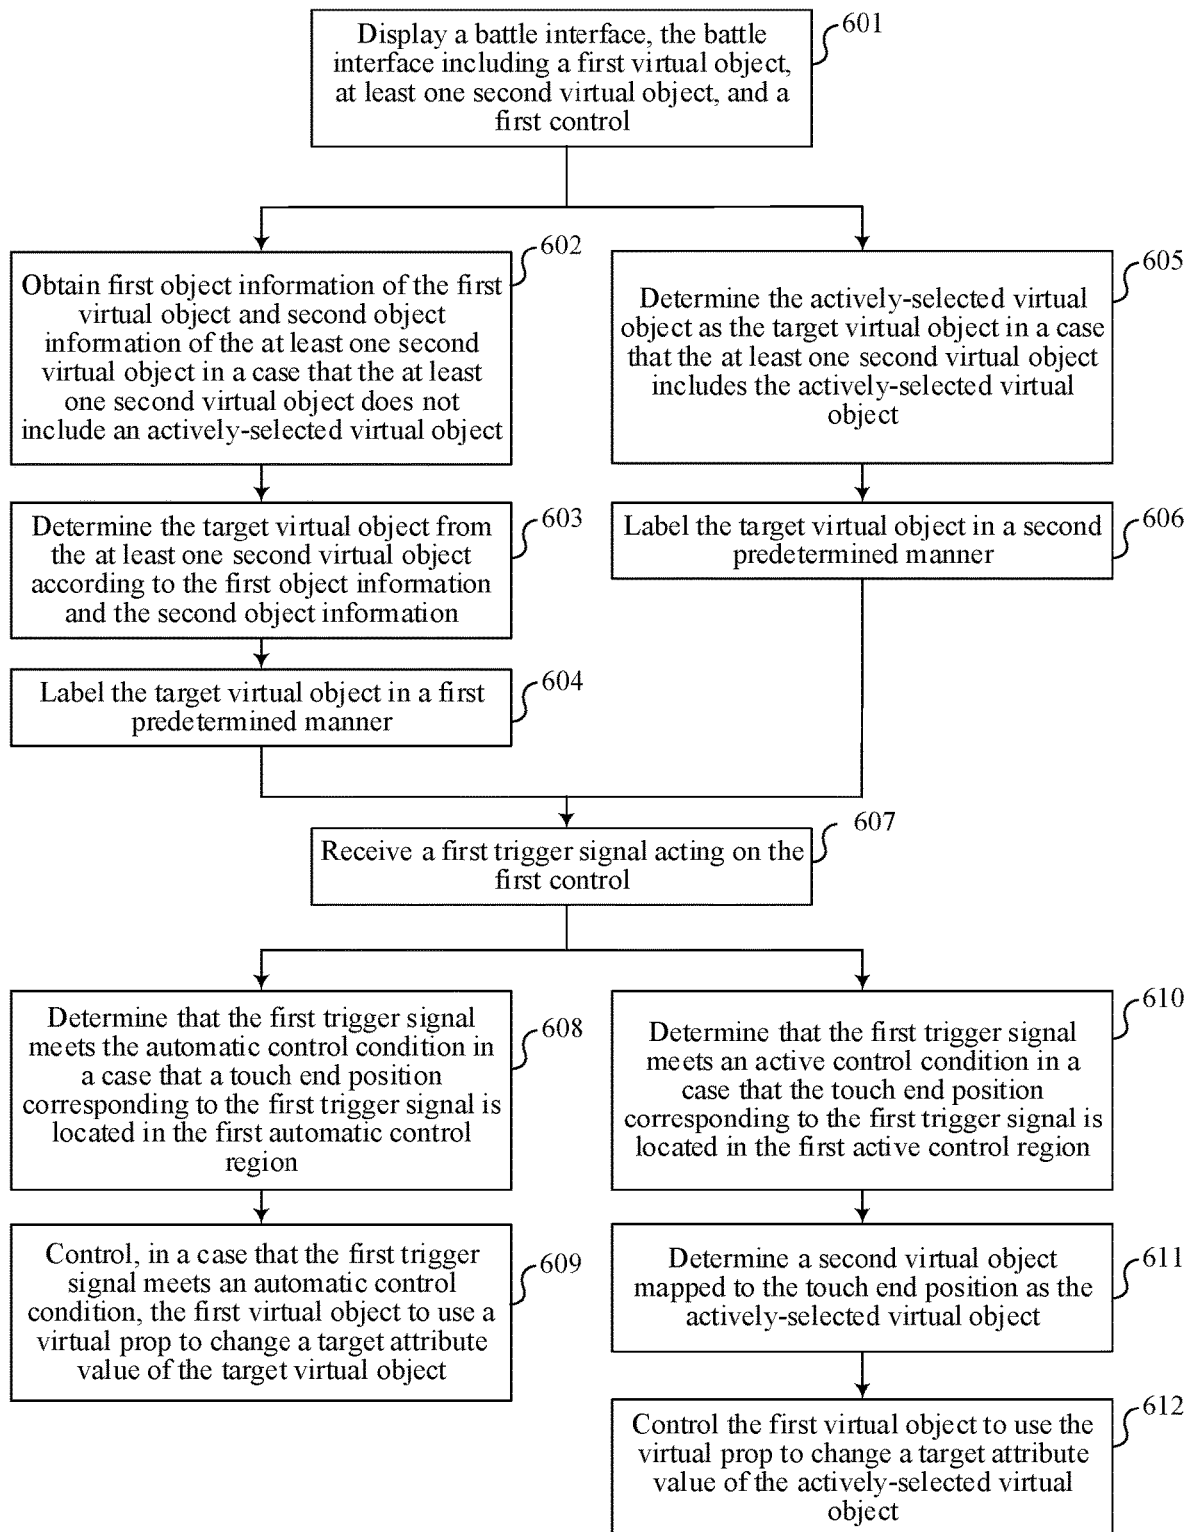 Display a battle interface, the battle
interface including a first virtual object,
at least one second virtual object, and a
first control
601
Obtain first object information of the first
virtual object and second object
information of the at least one second
virtual object in a case that the at least
one second virtual object does not
include an actively-selected virtual object
602
Determine the actively-selected virtual
object as the target virtual object in a case
that the at least one second virtual object
includes the actively-selected virtual
object
605
Determine the target virtual object from
the at least one second virtual object
according to the first object information
and the second object information
603
Label the target virtual object in a second
predetermined manner
606
Label the target virtual object in a first
predetermined manner
604
Receive a first trigger signal acting on the
first control
607
Determine that the first trigger signal
meets the automatic control condition in
a case that a touch end position
corresponding to the first trigger signal is
located in the first automatic control
region
608
Determine that the first trigger signal
meets an active control condition in a
case that the touch end position
corresponding to the first trigger signal is
located in the first active control region
610
Control, in a case that the first trigger
signal meets an automatic control
condition, the first virtual object to use a
virtual prop to change a target attribute
value of the target virtual object
609
Determine a second virtual object
mapped to the touch end position as the
actively-selected virtual object
611
Control the first virtual object to use the
virtual prop to change a target attribute
value of the actively-selected virtual
object
612